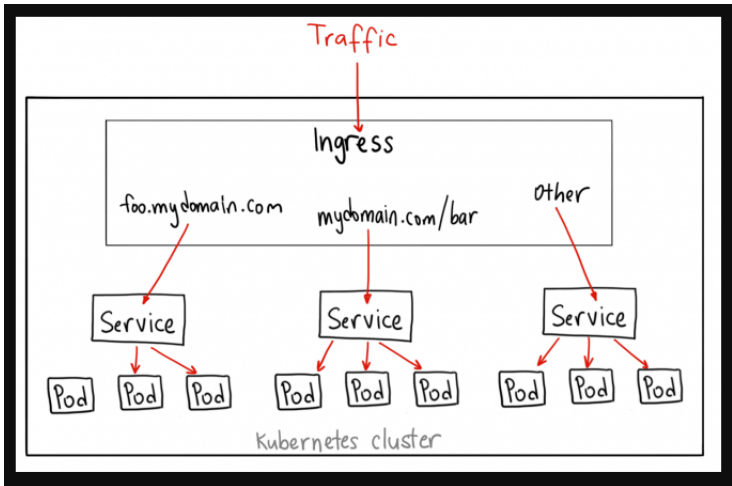 Traffic
Ingress
foo.mydomain.com
mydomain.com/bar
other
Service
Service
Service
Pod
Pod
Pod
Pod
Pod
Pod
Pod
Pod
Pod
Kubernetes cluster